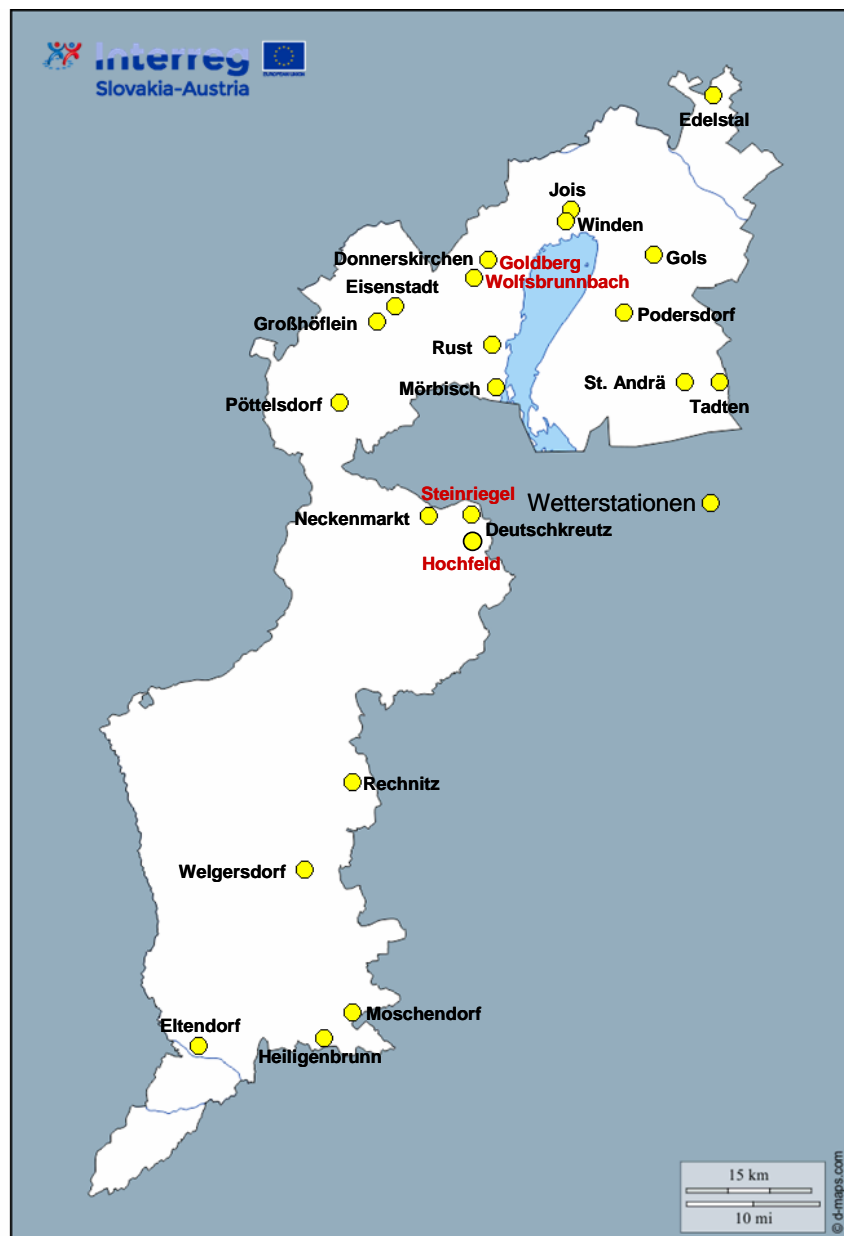 Interreg
EUROPEAN UNION
Slovakia-Austria
Edelstal
Jois
Winden
Donnerskirchen
Goldberg
Gols
Wolfsbrunnbach
Eisenstadt
Großhöflein
Podersdorf
Rust
St. Andrä
Mörbisch
Pöttelsdorf
Tadten
Steinriegel
Wetterstationen
Neckenmarkt
Deutschkreutz
Hochfeld
Rechnitz
Welgersdorf
Moschendorf
Eltendorf
Heiligenbrunn
15 km
10 mi
© d-maps.com